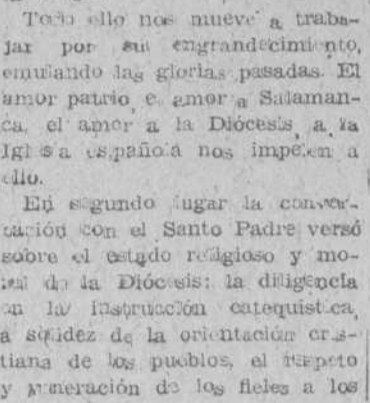 Todo ello nos mueve a traba-
jar por su engrandecimiento,
emulando las glorias pasadas. El
amor patrio, e amor a Salaman-
ca, el amor a la Diócesis, a la
Iglesia española nos impelen a
ello.
En segundo lugar la conver-
sación con el Santo Padre versó
sobre el estado religioso y mo-
ral de la Diócesis: la diligencia
en la instrucción catequística,
a solidez de la orientación cris-
tiana de los pueblos, el respeto
y veneración de los fieles a los